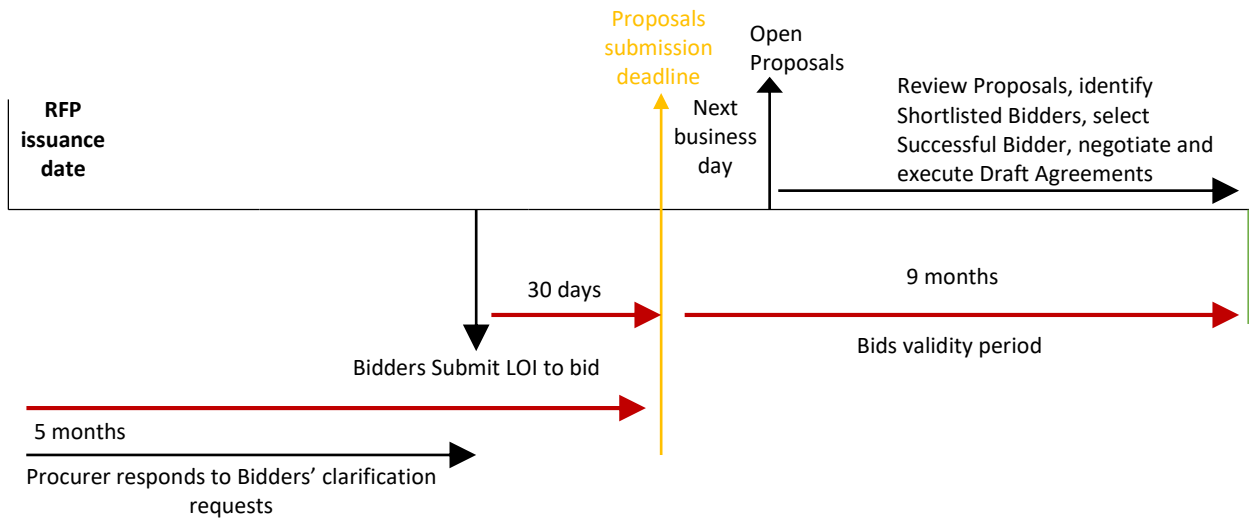 Proposals
submission
deadline
Open
Proposals
RFP
issuance
date
Next
business
day
Review Proposals, identify
Shortlisted Bidders, select
Successful Bidder, negotiate and
execute Draft Agreements
30 days
9 months
Bidders Submit LOI to bid
Bids validity period
5 months
Procurer responds to Bidders’ clarification
requests